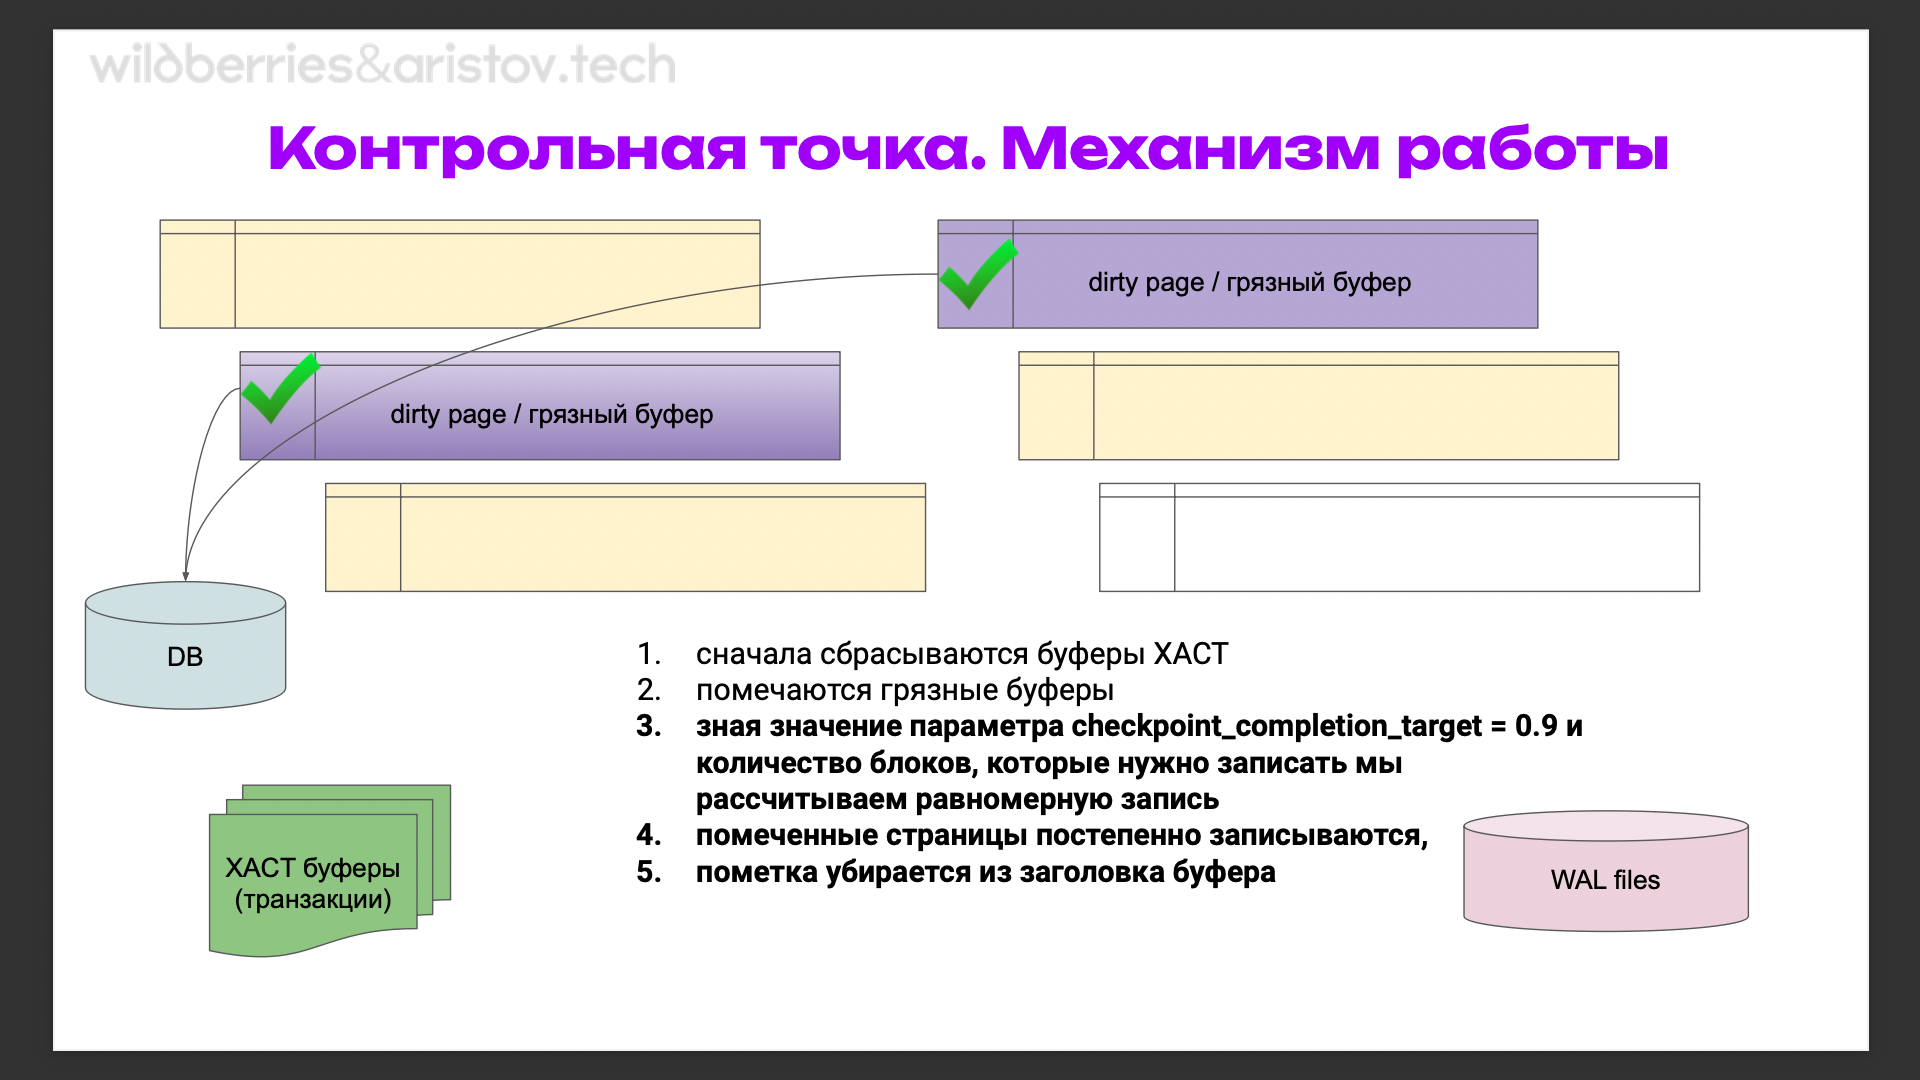 wildberries&aristov.tech
Контрольная точка. Механизм работы
dirty page / грязный буфер
dirty page / грязный буфер
DB
1. сначала сбрасываются буферы ХАСТ
2. помечаются грязные буферы
3. зная значение параметра checkpoint_completion_target = 0.9 и
количество блоков, которые нужно записать мы
рассчитываем равномерную запись
4. помеченные страницы постепенно записываются,
5. пометка убирается из заголовка буфера
ХАСТ буферы
(транзакции)
WAL files